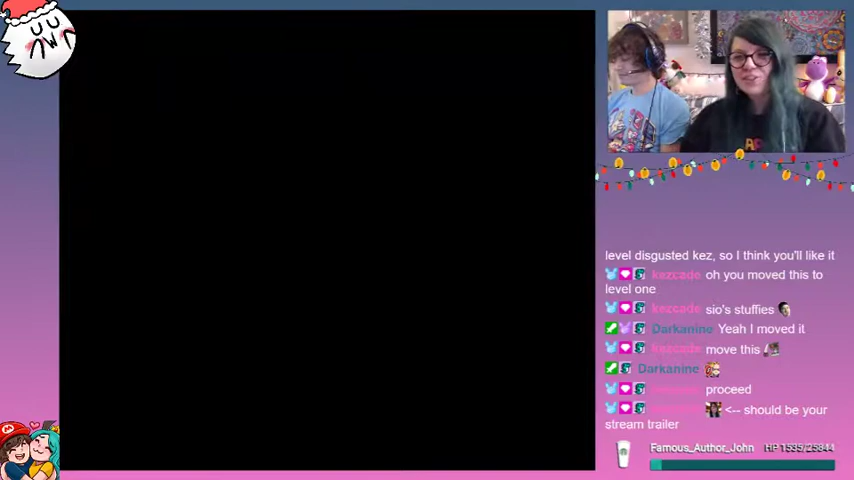 level disgusted kez, so I think you'll like it
kezcade oh you moved this to
level one
kezcade sio's stuffies
Darkanine Yeah I moved it
kezcade move this
Darkanine
proceed
<-- should be your
stream trailer
Famous_Author_John HP 1535/25844